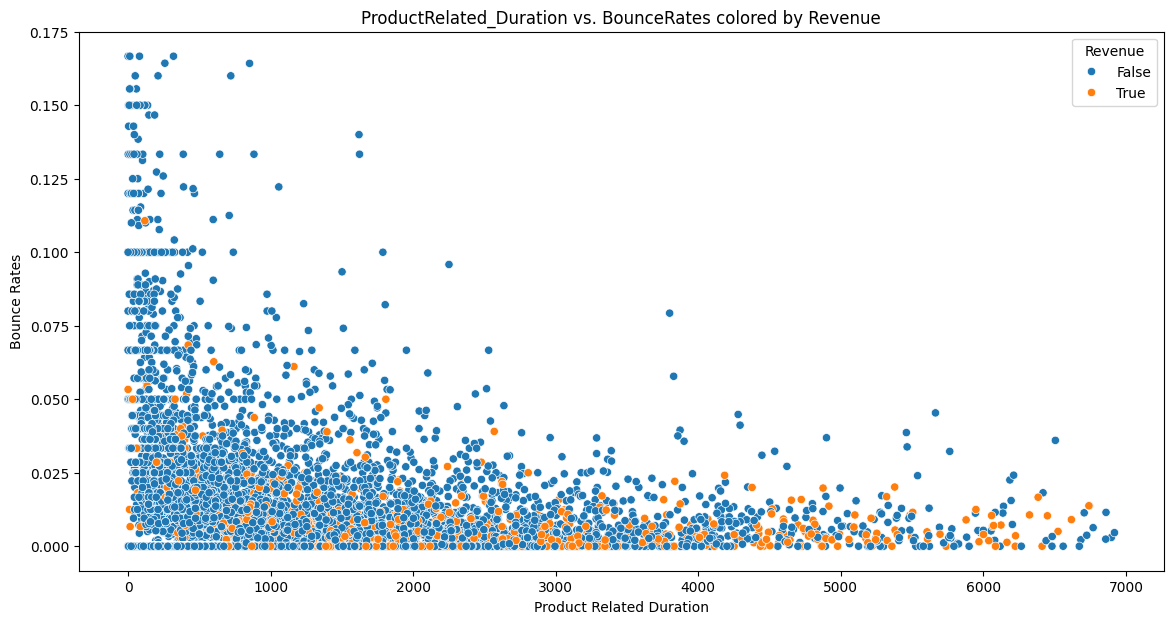 ProductRelated_Duration vs. BounceRates colored by Revenue
Revenue
False
True
Bounce Rates
0.175
0.150
0.125
0.100
0.075
0.050
0.025
0.000
0 1000 2000 3000 4000 5000 6000 7000
Product Related Duration